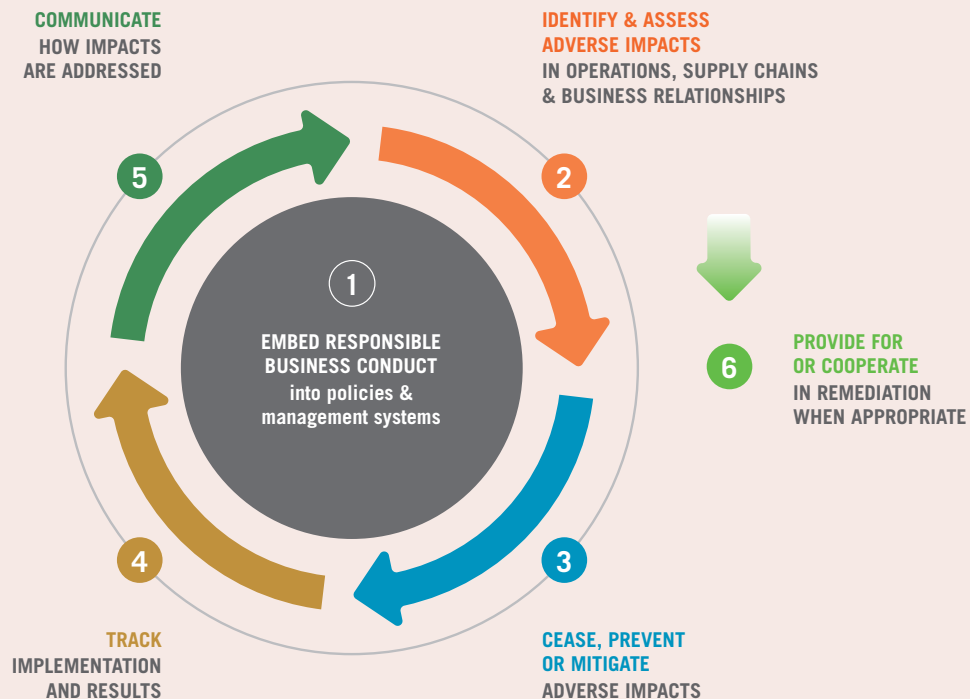 COMMUNICATE
HOW IMPACTS
ARE ADDRESSED
IDENTIFY & ASSESS
ADVERSE IMPACTS
IN OPERATIONS, SUPPLY CHAINS
& BUSINESS RELATIONSHIPS
5
2
1
EMBED RESPONSIBLE
BUSINESS CONDUCT
into policies &
management systems
6
PROVIDE FOR
OR COOPERATE
IN REMEDIATION
WHEN APPROPRIATE
4
3
TRACK
IMPLEMENTATION
AND RESULTS
CEASE, PREVENT
OR MITIGATE
ADVERSE IMPACTS